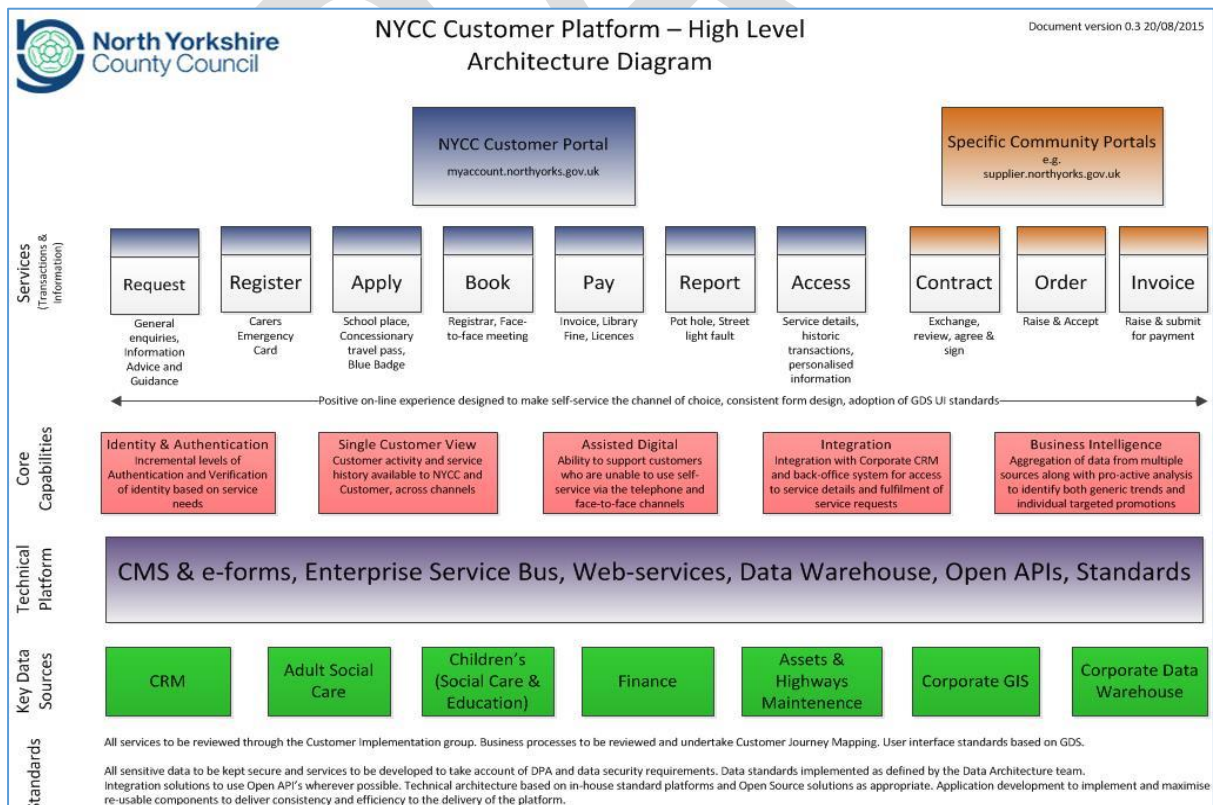 North Yorkshire
County Council
NYCC Customer Platform – High Level
Architecture Diagram
Document version 0.3 20/08/2015
NYCC Customer Portal
myaccount.northyorks.gov.uk
Specific Community Portals
e.g.
supplier.northyorks.gov.uk
Services
(Transactions &
Information)
Request
General
enquiries,
Information
Advice and
Guidance
Register
Carers
Emergency
Card
Apply
School place,
Concessionary
travel pass,
Blue Badge
Book
Registrar, Face-
to-face meeting
Pay
Invoice, Library
Fine, Licences
Report
Pot hole, Street
light fault
Access
Service details,
historic
transactions,
personalised
information
Contract
Exchange,
review, agree &
sign
Order
Raise & Accept
Invoice
Raise & submit
for payment
Positive on-line experience designed to make self-service the channel of choice, consistent form design, adoption of GDS UI standards
Core
Capabilities
Identity & Authentication
Incremental levels of
Authentication and Verification
of identity based on service
needs
Single Customer View
Customer activity and service
history available to NYCC and
Customer, across channels
Assisted Digital
Ability to support customers
who are unable to use self-
service via the telephone and
face-to-face channels
Integration
Integration with Corporate CRM
and back-office system for access
to service details and fulfilment of
service requests
Business Intelligence
Aggregation of data from multiple
sources along with pro-active analysis
to identify both generic trends and
individual targeted promotions
Technical
Platform
CMS & e-forms, Enterprise Service Bus, Web-services, Data Warehouse, Open APIs, Standards
Key Data
Sources
CRM
Adult Social
Care
Children's
(Social Care &
Education)
Finance
Assets &
Highways
Maintenence
Corporate GIS
Corporate Data
Warehouse
Standards
All services to be reviewed through the Customer Implementation group. Business processes to be reviewed and undertake Customer Journey Mapping. User interface standards based on GDS.
All sensitive data to be kept secure and services to be developed to take account of DPA and data security requirements. Data standards implemented as defined by the Data Architecture team.
Integration solutions to use Open API's wherever possible. Technical architecture based on in-house standard platforms and Open Source solutions as appropriate. Application development to implement and maximise
re-usable components to deliver consistency and efficiency to the delivery of the platform.